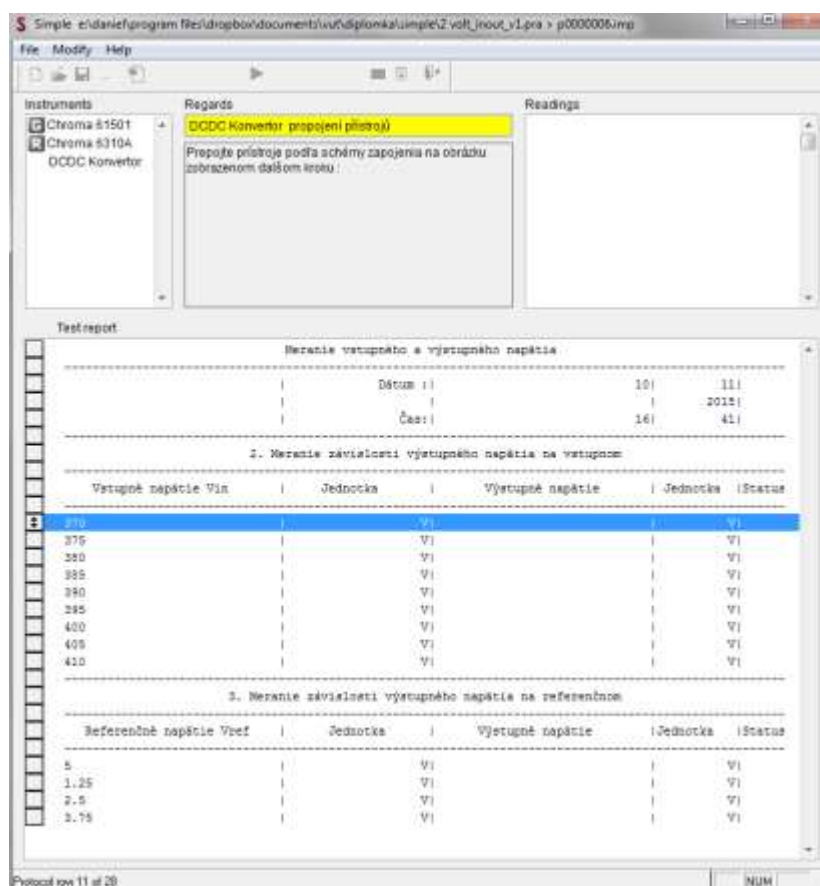 Simple e:\daniel\program files\dropbox\documents\vut\diplomka\simple\2 volt_inout_v1.pra > p0000006.imp
File Modify Help
Instruments
Chroma 61501
Chroma 6310A
DCDC Konvertor
Regards
DCDC Konvertor propojení přístrojů
Prepojte prístroje podľa schémy zapojenia na obrázku
zobrazenom dalšom kroku :
Readings
Test report
Meranie vstupného a výstupného napätia
| Dátum :| 10| 11|
| | | 2015|
| Čas:| 16| 41|
2. Meranie závislosti výstupného napätia na vstupnom
Vstupné napätie Vin | Jednotka | Výstupné napätie | Jednotka |Status
370 | V| | V|
375 | V| | V|
380 | V| | V|
385 | V| | V|
390 | V| | V|
395 | V| | V|
400 | V| | V|
405 | V| | V|
410 | V| | V|
3. Meranie závislosti výstupného napätia na referenčnom
Referenčné napätie Vref | Jednotka | Výstupné napätie |Jednotka |Status
5 | V| | V|
1.25 | V| | V|
2.5 | V| | V|
3.75 | V| | V|
Protocol row 11 of 28
NUM